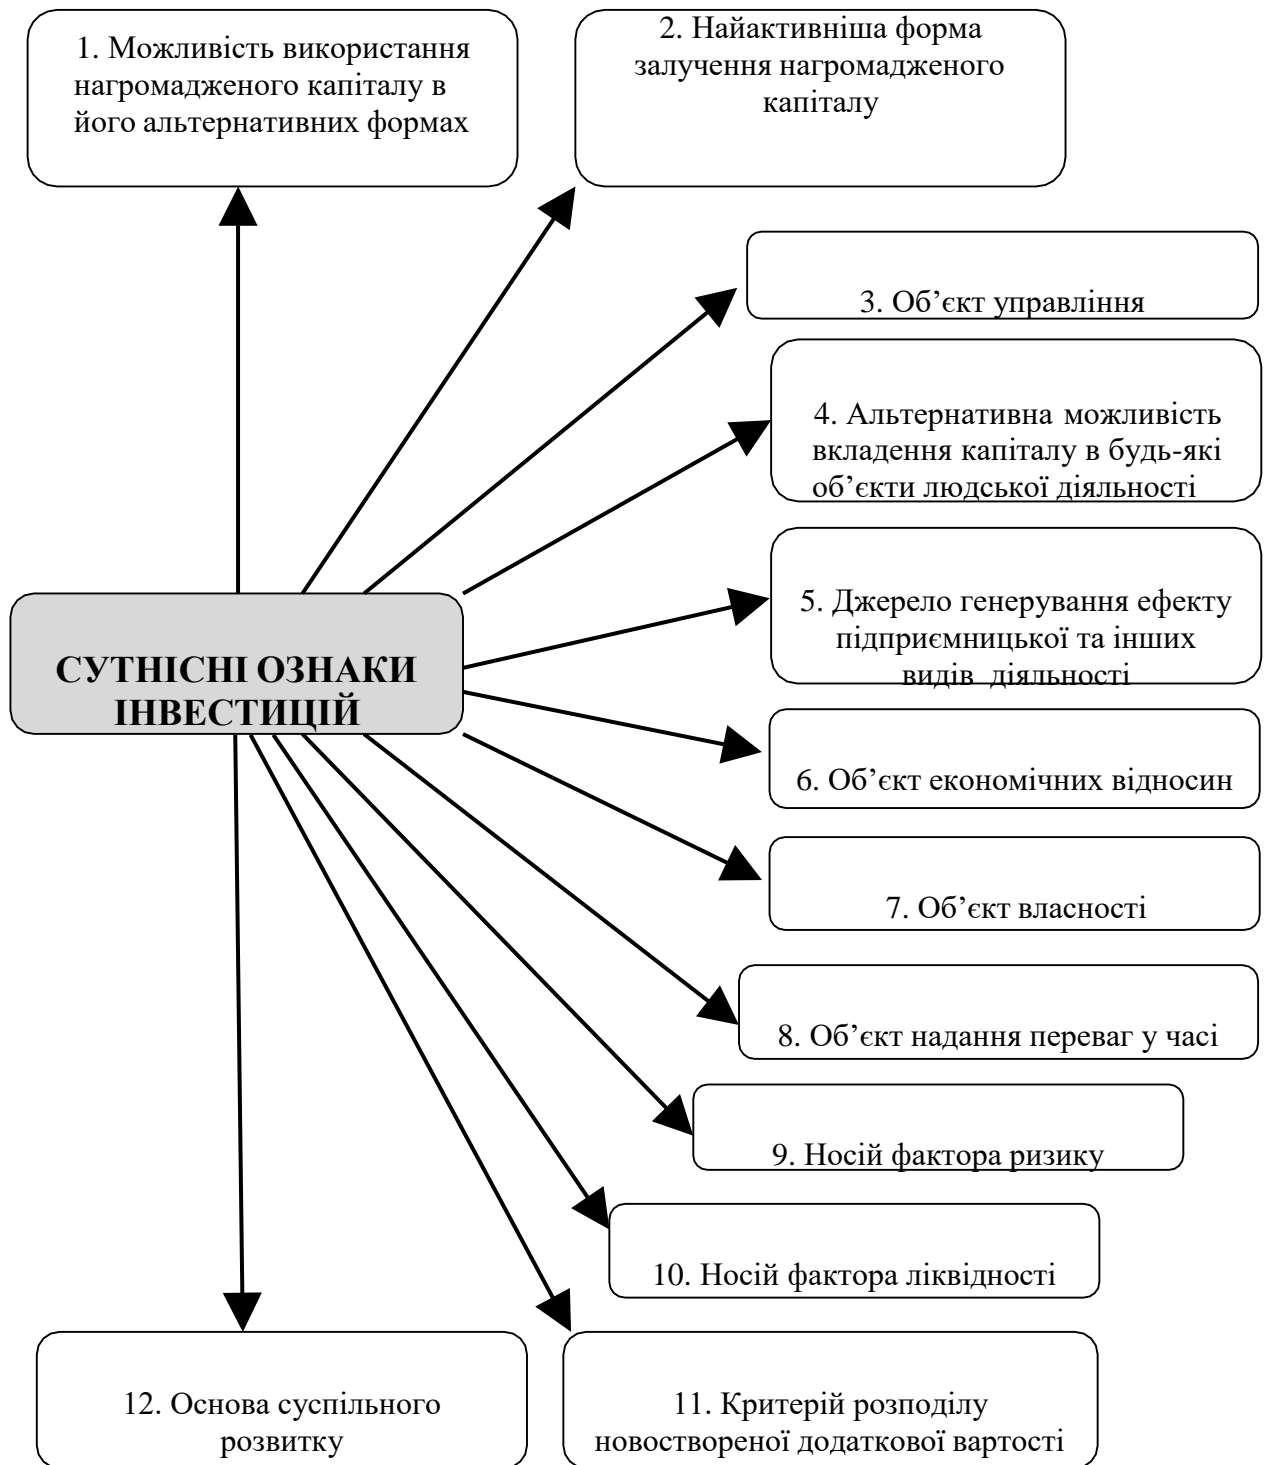 1. Можливість використання
нагромадженого капіталу в
його альтернативних формах
2. Найактивніша форма
залучення нагромадженого
капіталу
3. Об’єкт управління
4. Альтернативна можливість
вкладення капіталу в будь-які
об’єкти людської діяльності
5. Джерело генерування ефекту
підприємницької та інших
видів діяльності
СУТНІСНІ ОЗНАКИ
ІНВЕСТИЦІЙ
6. Об’єкт економічних відносин
7. Об’єкт власності
8. Об’єкт надання переваг у часі
9. Носій фактора ризику
10. Носій фактора ліквідності
12. Основа суспільного
розвитку
11. Критерій розподілу
новоствореної додаткової вартості